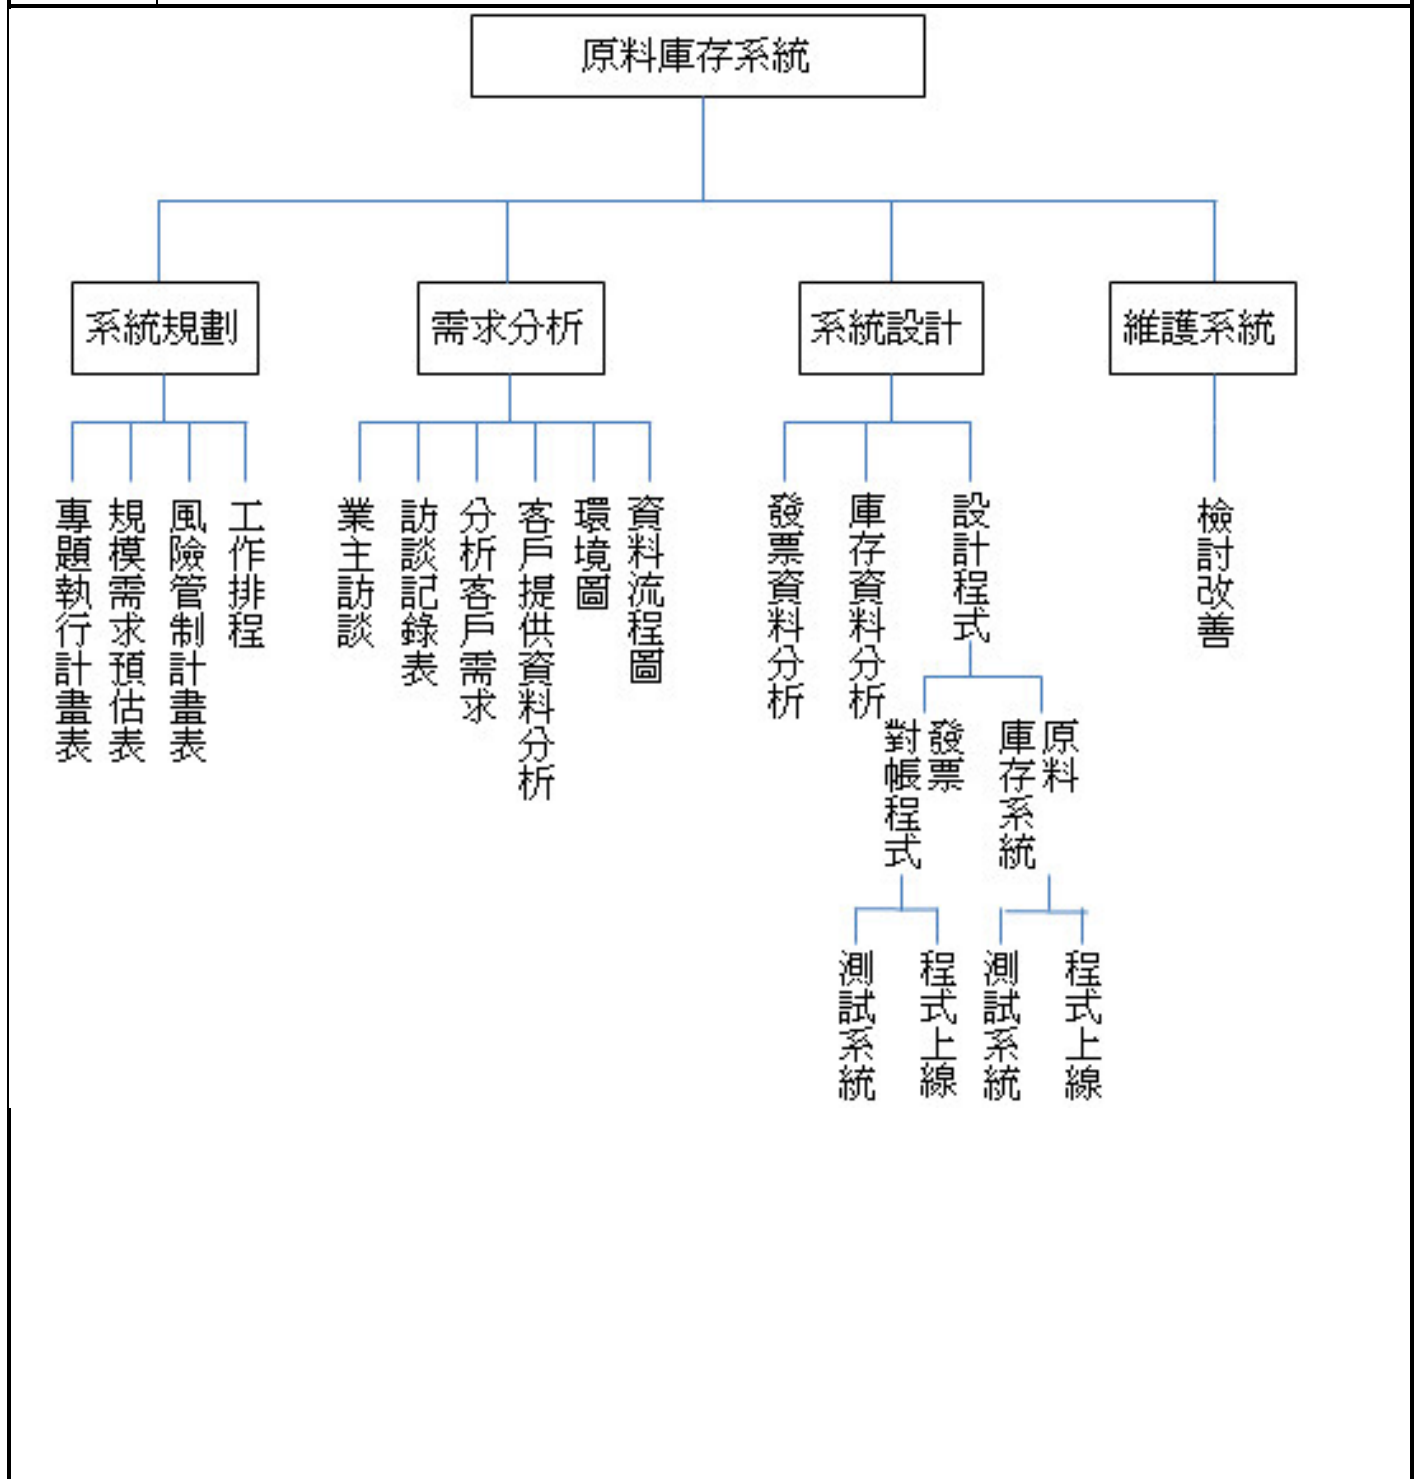 原料庫存系統
系統規劃
需求分析
系統設計
維護系統
專題執行計畫表
規模需求預估表
風險管制計畫表
工作排程
業主訪談
訪談記錄表
分析客戶需求
客戶提供資料分析
環境圖
資料流程圖
發票資料分析
庫存資料分析
設計程式
檢討改善
發票
對帳程式
原料
庫存系統
測試系統
程式上線
測試系統
程式上線